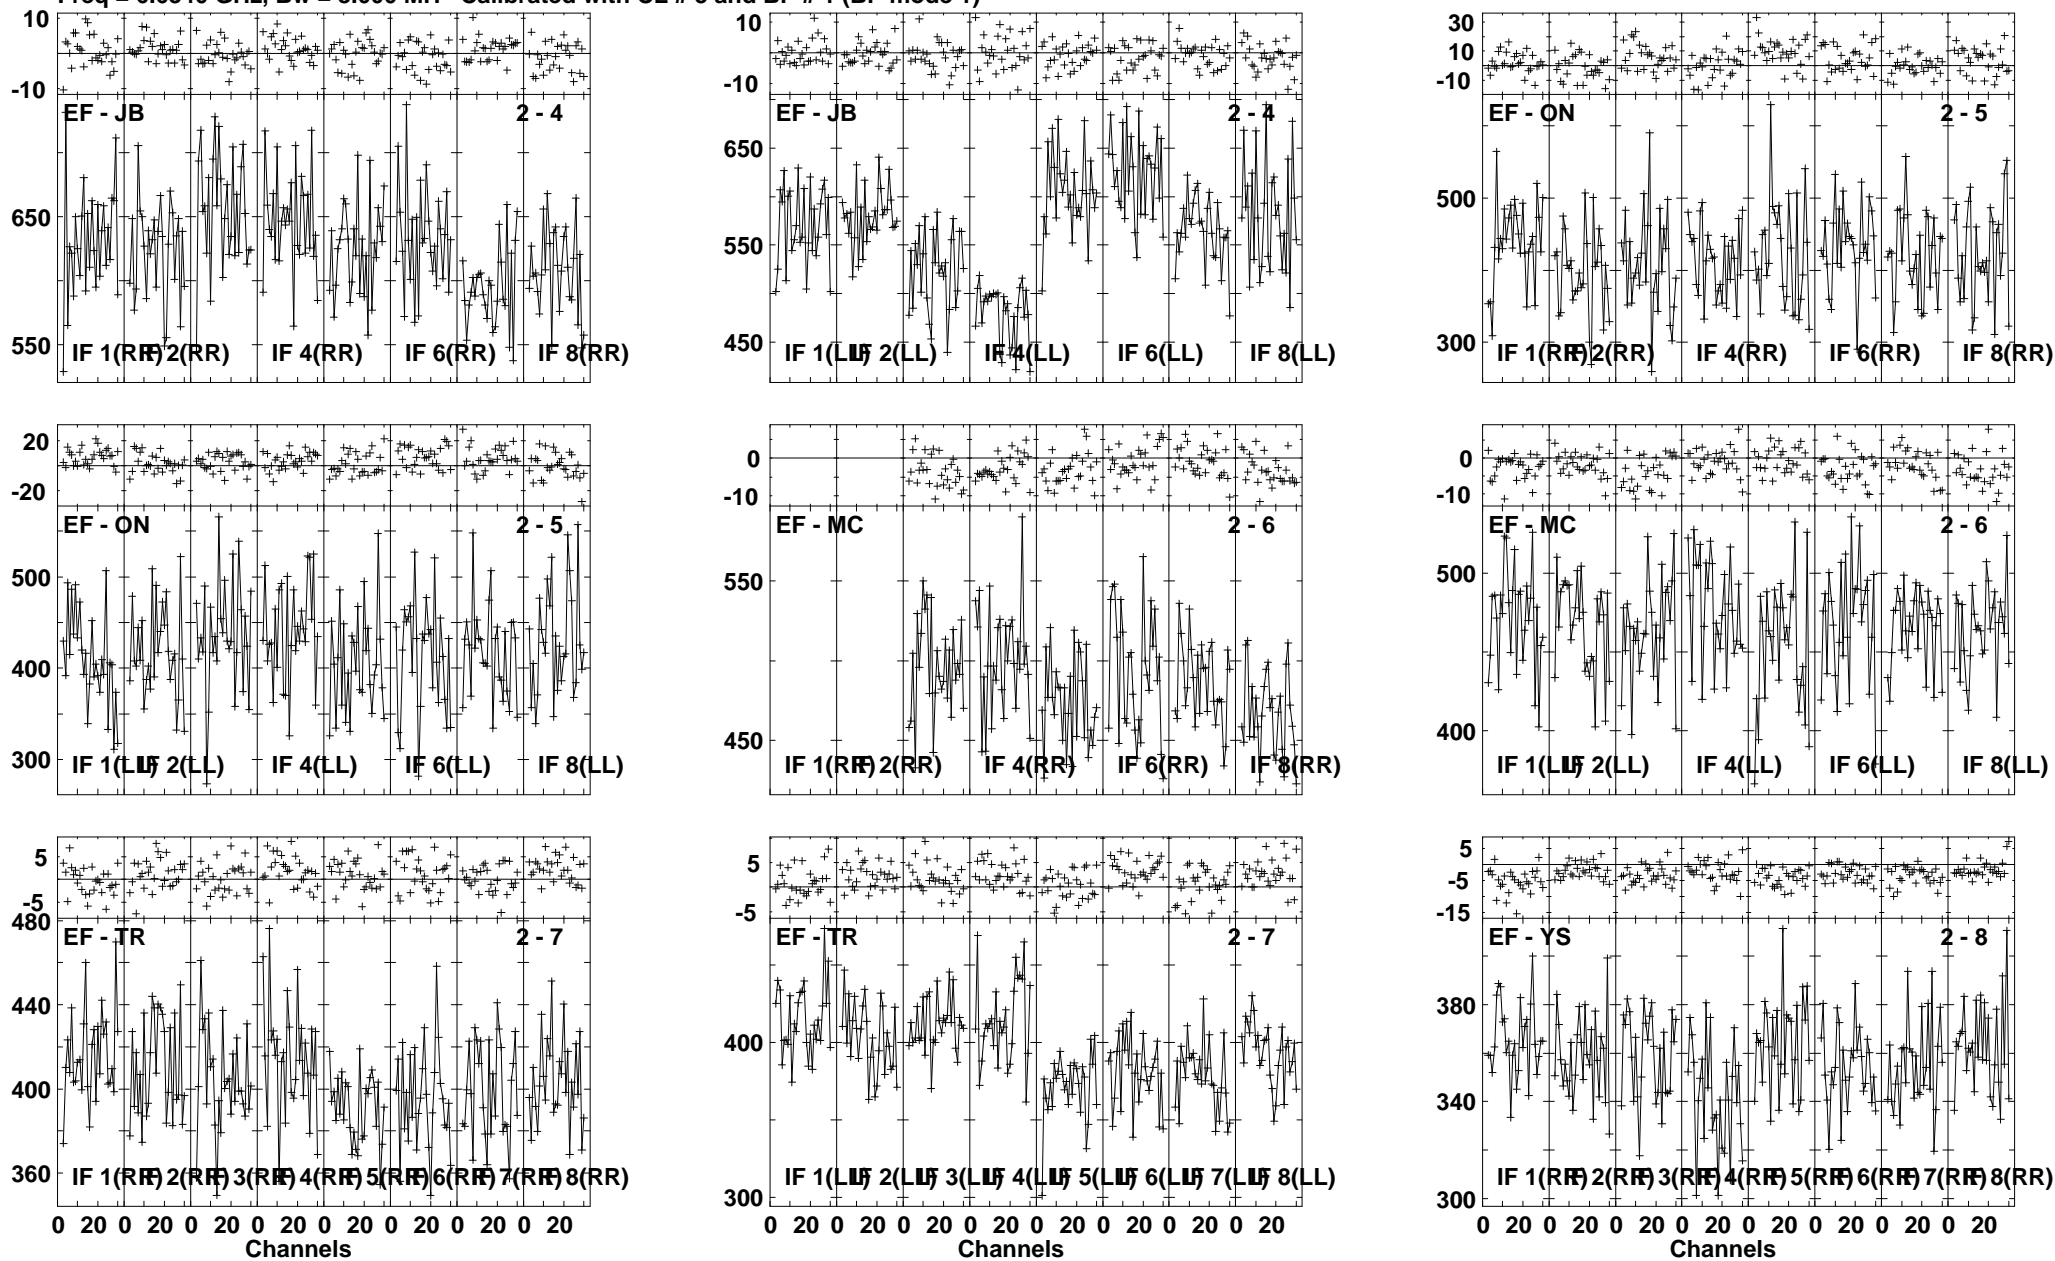 10
-10
EF - JB 2 - 4
650
550
IF 1(RR) IF 2(RR) IF 4(RR) IF 6(RR) IF 8(RR)
10
-10
EF - JB 2 - 4
650
550
450
IF 1(LL) IF 2(LL) IF 4(LL) IF 6(LL) IF 8(LL)
30
10
-10
EF - ON 2 - 5
500
300
IF 1(RR) IF 2(RR) IF 4(RR) IF 6(RR) IF 8(RR)
20
-20
EF - ON 2 - 5
500
400
300
IF 1(LL) IF 2(LL) IF 4(LL) IF 6(LL) IF 8(LL)
0
-10
EF - MC 2 - 6
550
450
IF 1(RR) IF 2(RR) IF 4(RR) IF 6(RR) IF 8(RR)
0
-10
EF - MC 2 - 6
500
400
IF 1(LL) IF 2(LL) IF 4(LL) IF 6(LL) IF 8(LL)
5
-5
480
EF - TR 2 - 7
440
400
360
IF 1(RR) IF 2(RR) IF 3(RR) IF 4(RR) IF 5(RR) IF 6(RR) IF 7(RR) IF 8(RR)
0 20 0 20 0 20 0 20 0 20 0 20 0 20 0 20
Channels
5
-5
EF - TR 2 - 7
400
300
IF 1(LL) IF 2(LL) IF 3(LL) IF 4(LL) IF 5(LL) IF 6(LL) IF 7(LL) IF 8(LL)
0 20 0 20 0 20 0 20 0 20 0 20 0 20 0 20
Channels
5
-5
-15
EF - YS 2 - 8
380
340
300
IF 1(RR) IF 2(RR) IF 3(RR) IF 4(RR) IF 5(RR) IF 6(RR) IF 7(RR) IF 8(RR)
0 20 0 20 0 20 0 20 0 20 0 20 0 20 0 20
Channels